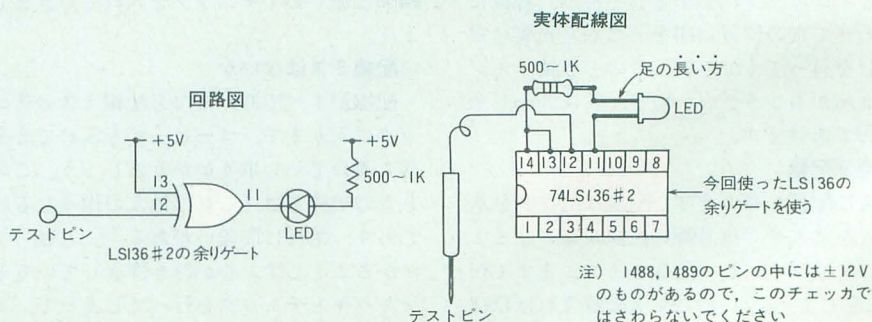 実体配線図
500〜1K
足の長い方
LED
14 13 12 11 10 9 8
74LS136#2
1 2 3 4 5 6 7
今回使ったLS136の
余りゲートを使う
テストピン
注) 1488,1489のピンの中には±12V
のものがあるので,このチェッカで
はさわらないでください
回路図
+5V
+5V
500〜1K
13
12
11
テストピン
LED
LS136#2の余りゲート